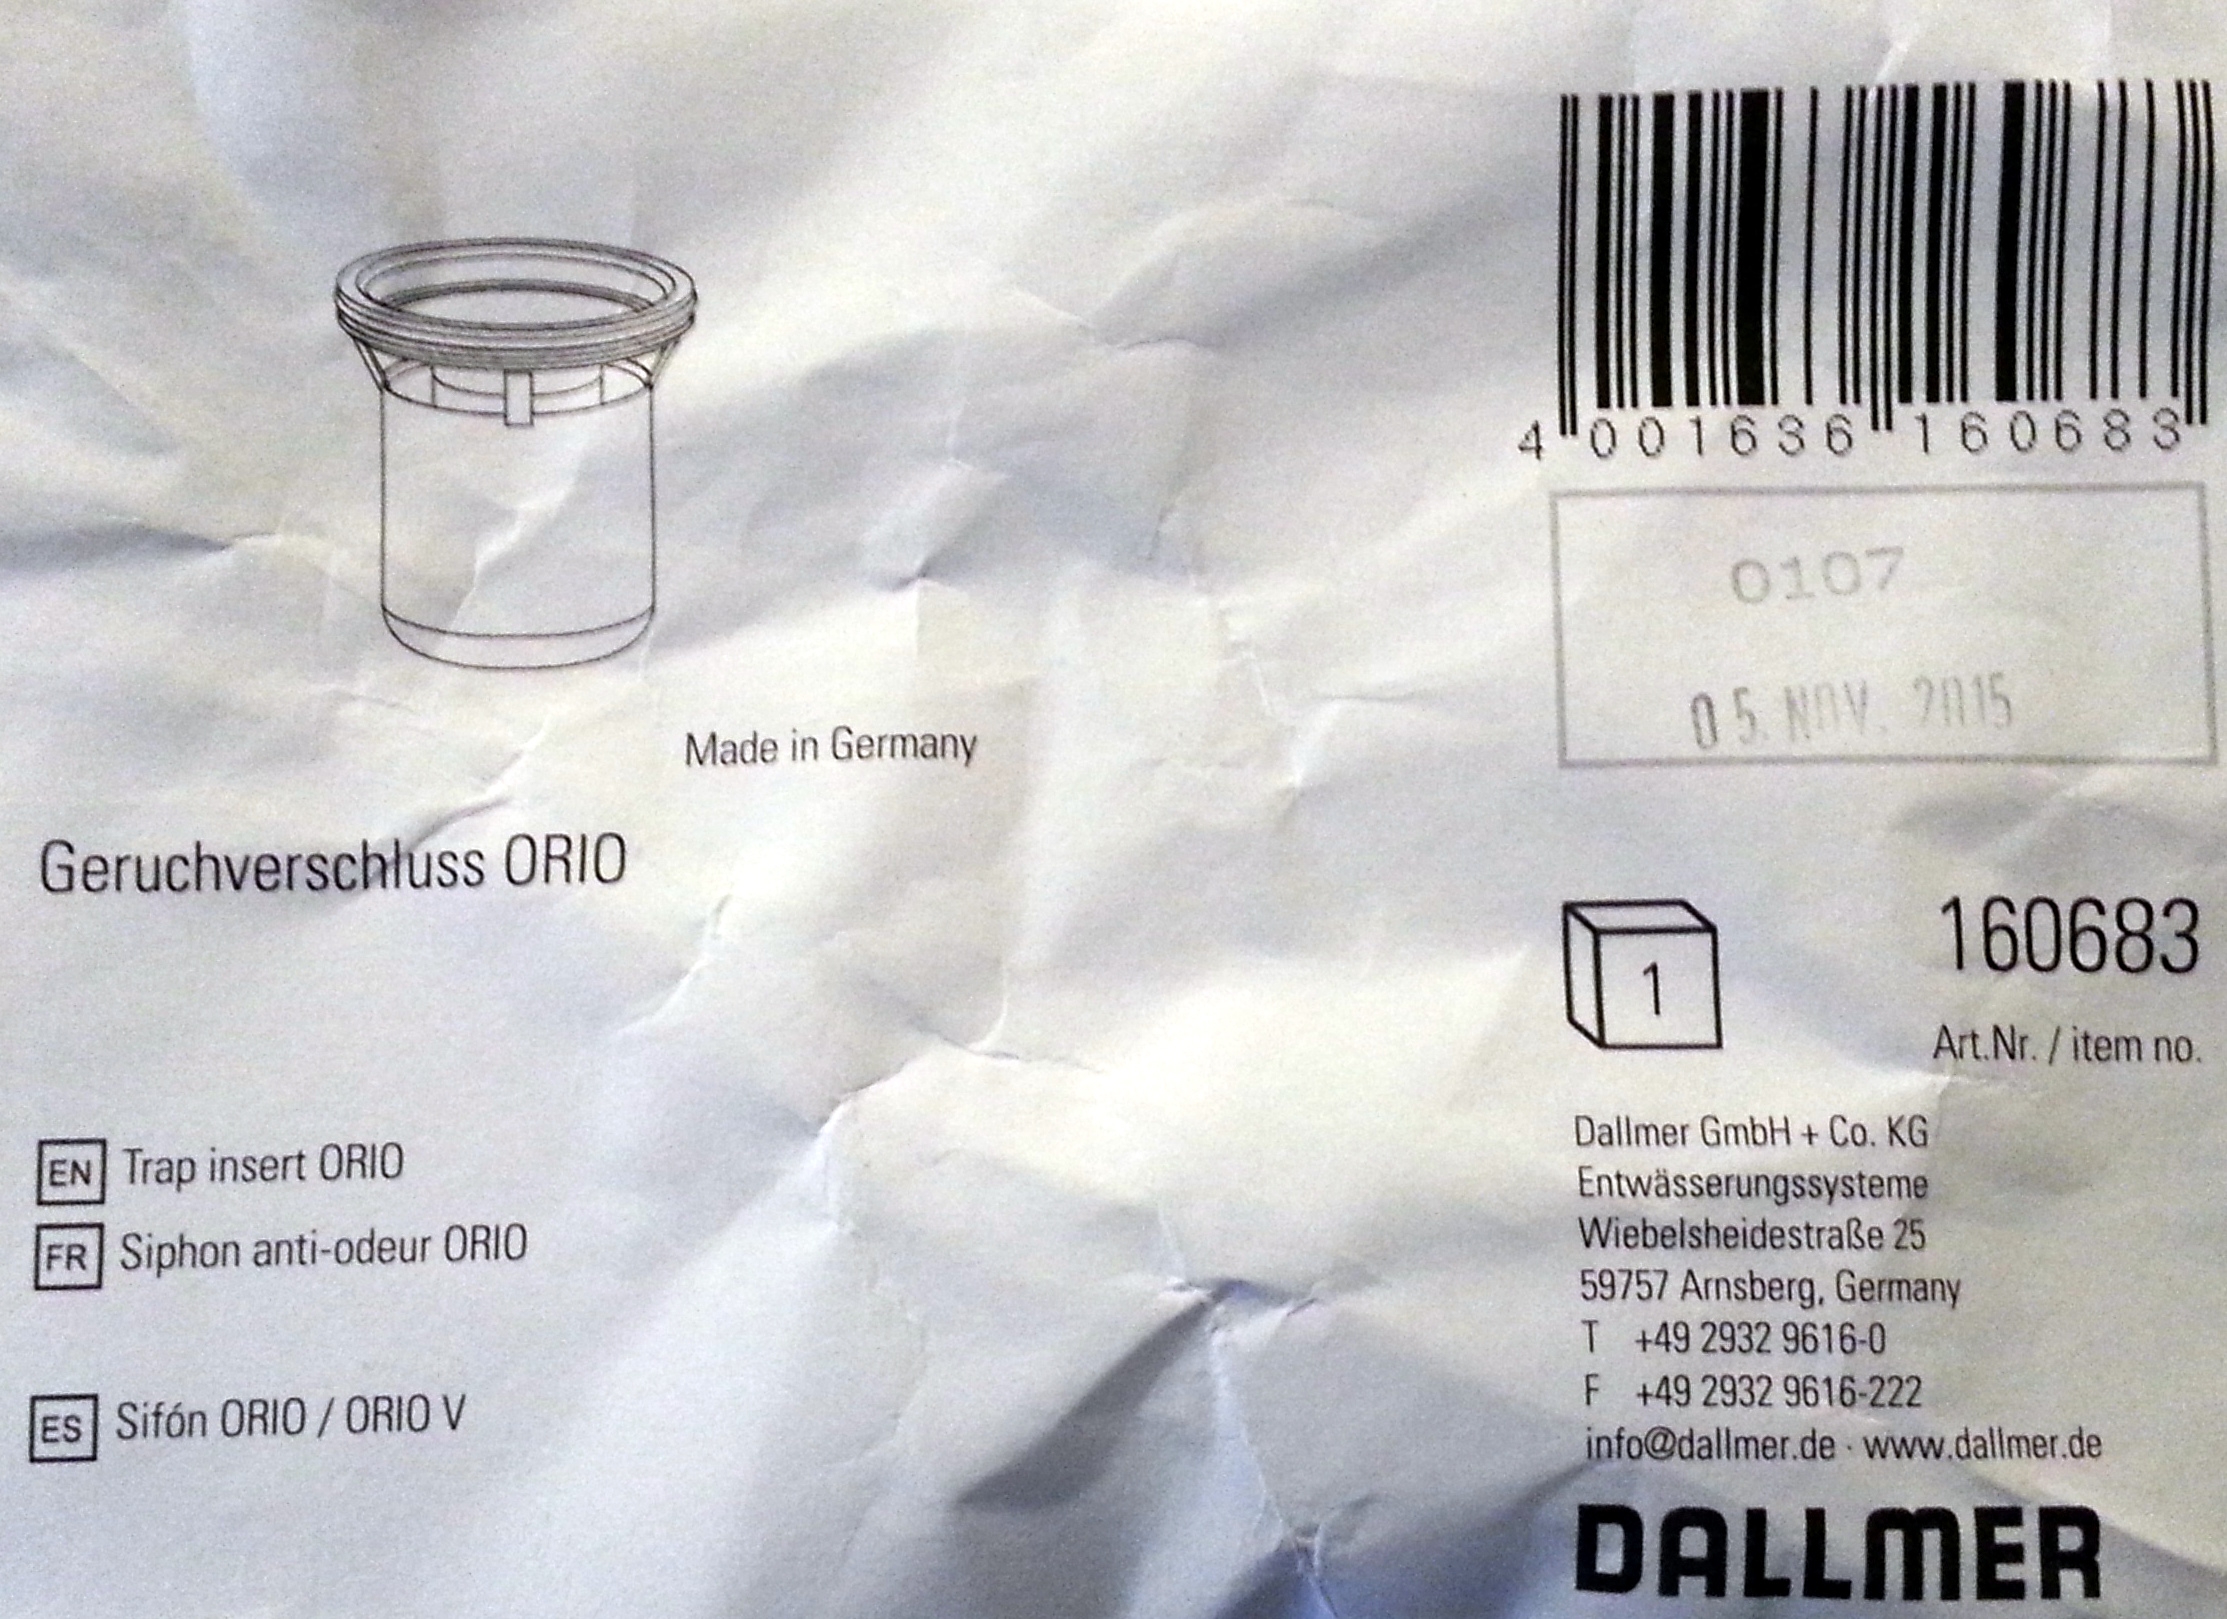 4 001636 160683
0107
05. NOV. 2015
Made in Germany
Geruchverschluss ORIO
1
160683
Art.Nr. / item no.
EN Trap insert ORIO
FR Siphon anti-odeur ORIO
ES Sifón ORIO / ORIO V
Dallmer GmbH + Co. KG
Entwässerungssysteme
Wiebelsheidestraße 25
59757 Arnsberg, Germany
T +49 2932 9616-0
F +49 2932 9616-222
info@dallmer.de · www.dallmer.de
DALLMER